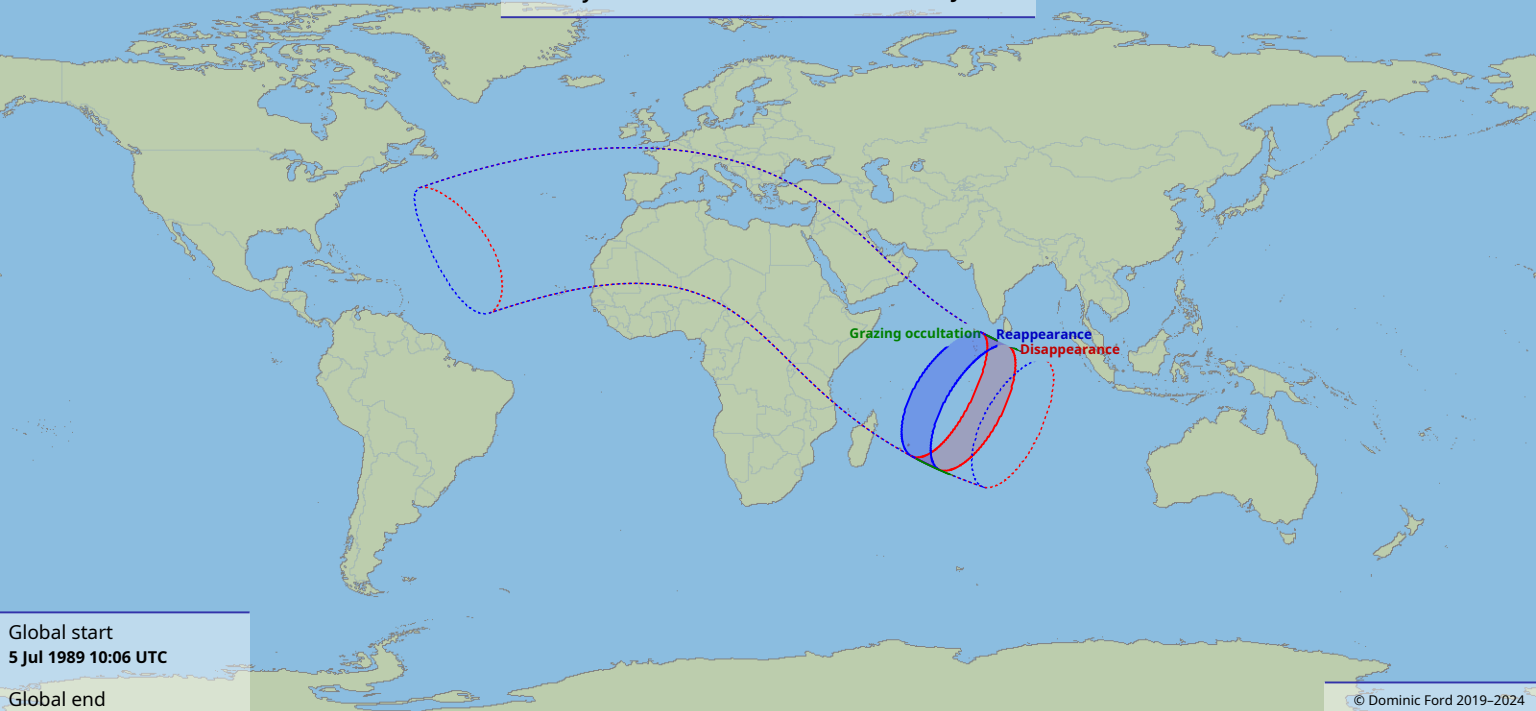 Grazing occultation
Reappearance
Disappearance
Global start
5 Jul 1989 10:06 UTC
Global end
© Dominic Ford 2019–2024